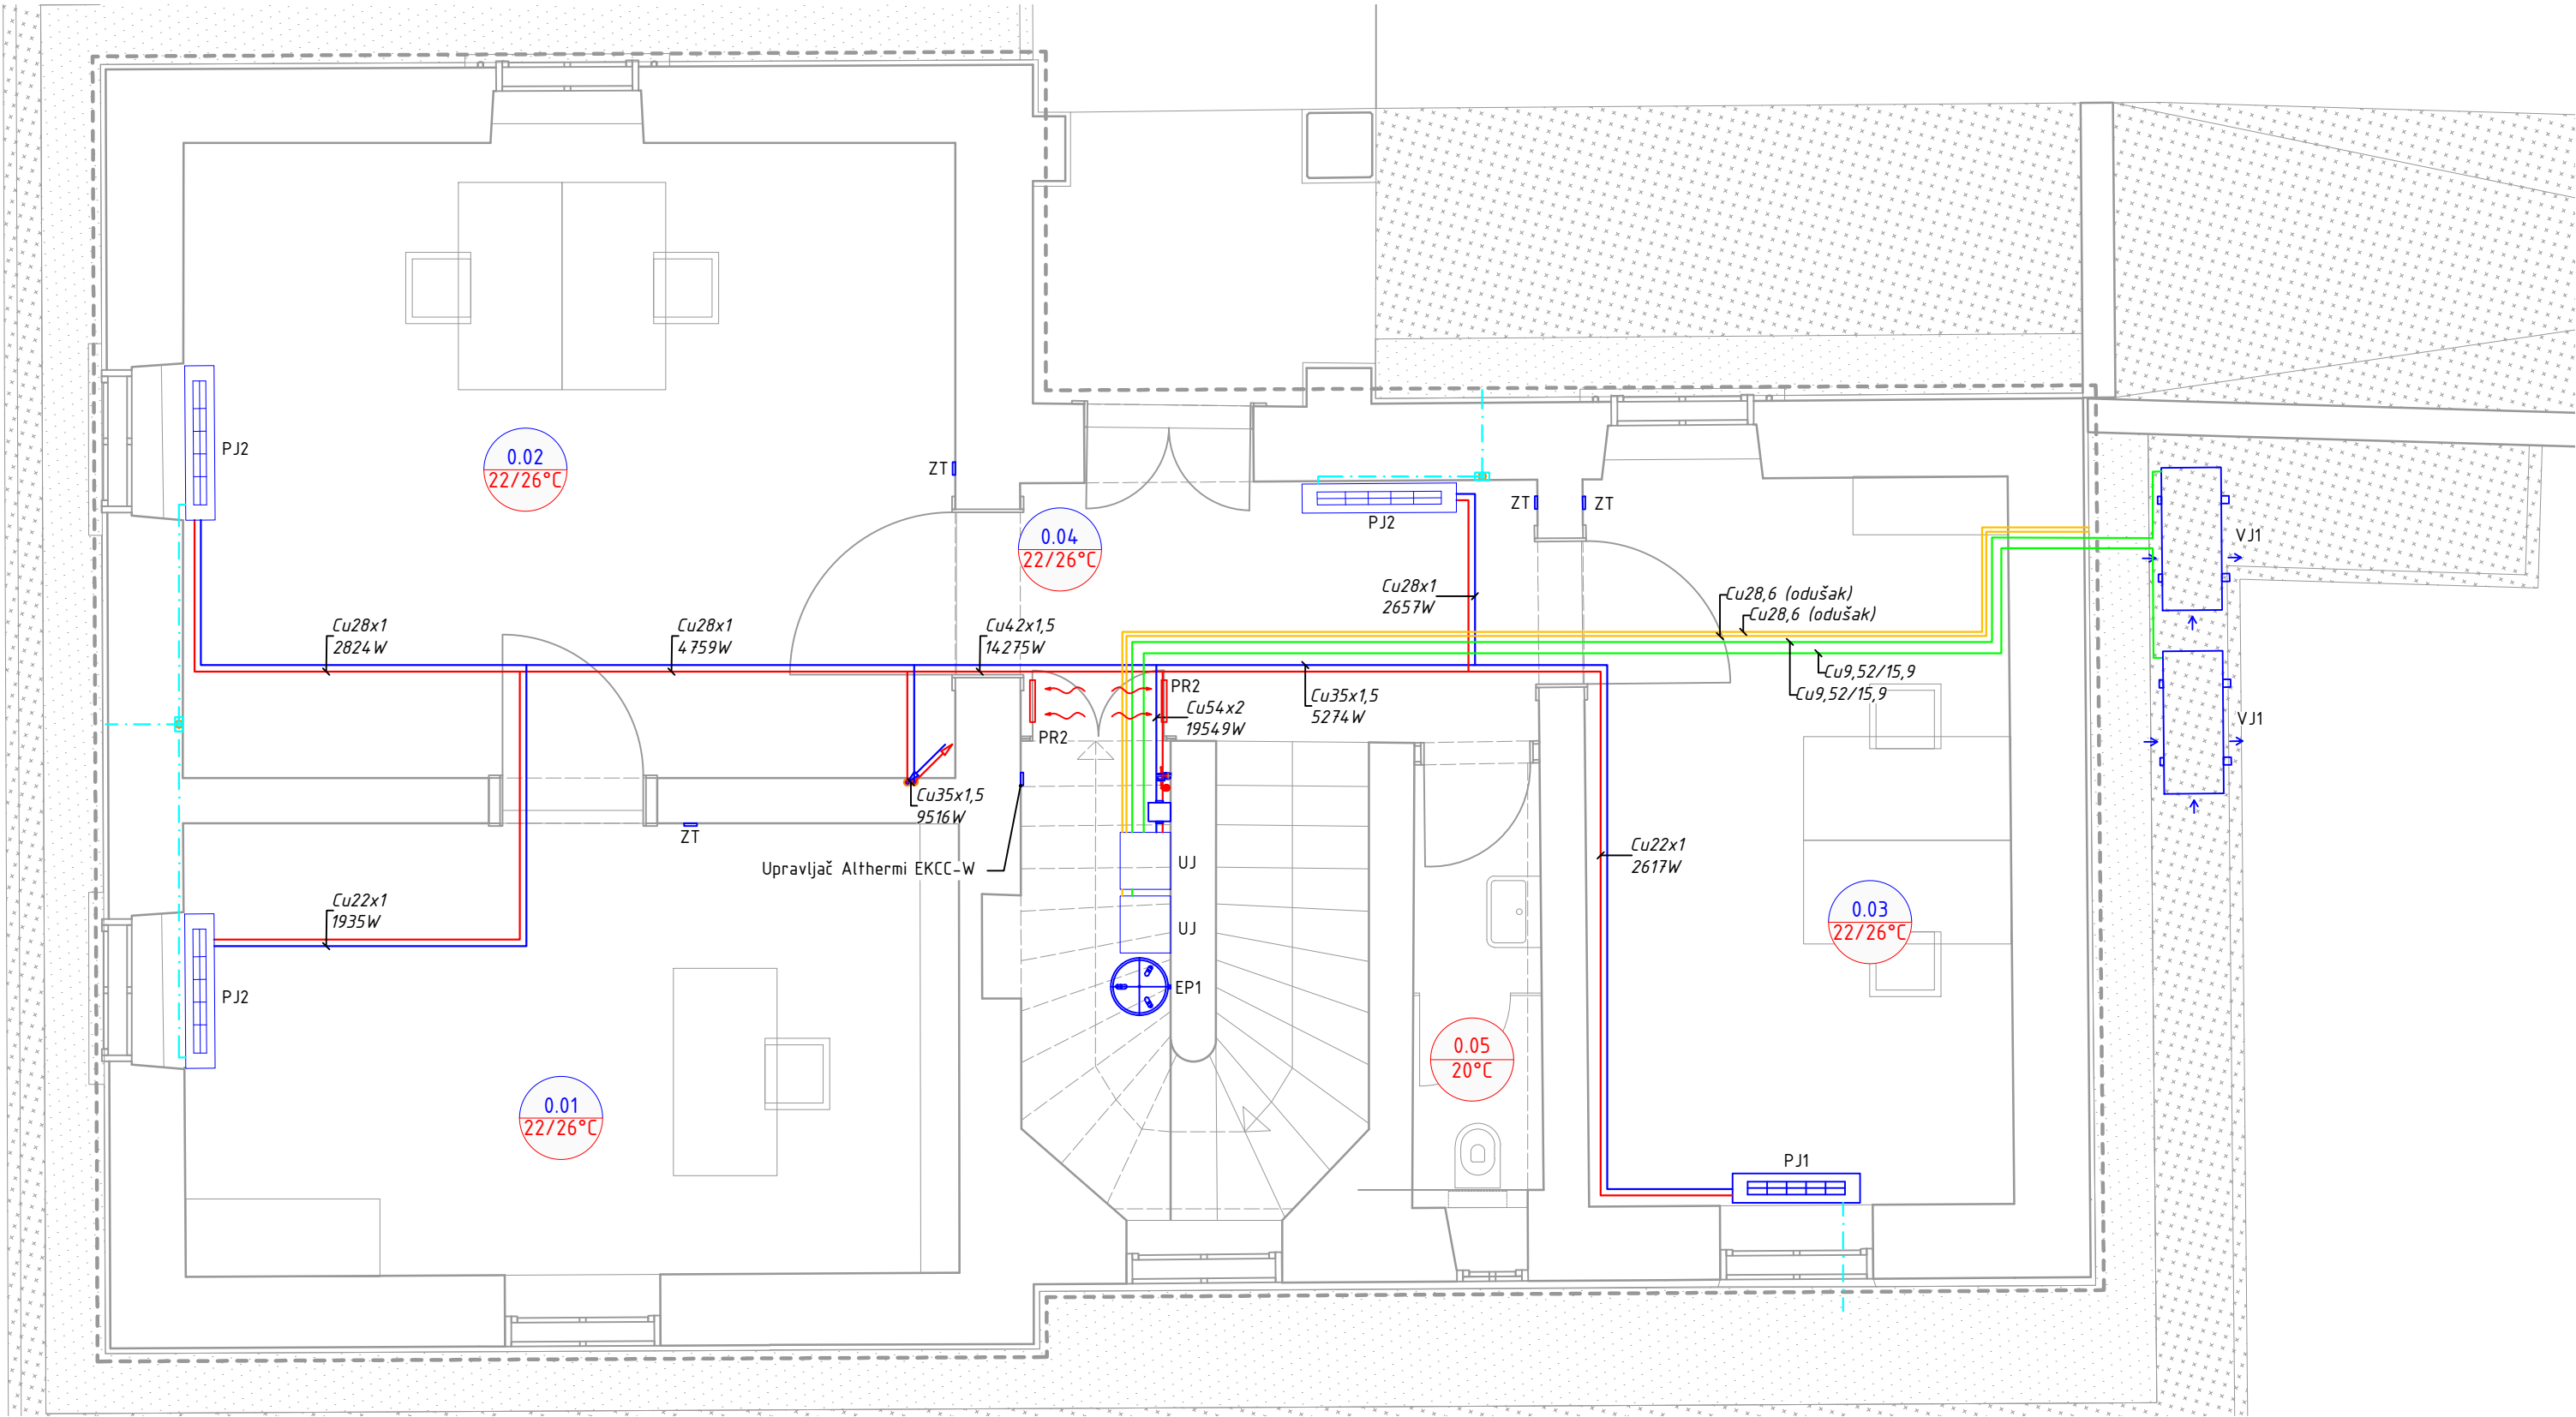 PJ2
0.02
22/26°C
ZT
0.04
22/26°C
PJ2
ZT
ZT
VJ1
Cu28x1
2657W
Cu28,6 (odušak)
Cu28,6 (odušak)
Cu28x1
2824W
Cu28x1
4759W
Cu42x1,5
14275W
Cu9,52/15,9
Cu9,52/15,9
PR2
Cu54x2
19549W
Cu35x1,5
5274W
PR2
VJ1
Cu35x1,5
9516W
ZT
Upravljač Althermi EKCC-W
UJ
UJ
EP1
Cu22x1
2617W
Cu22x1
1935W
0.03
22/26°C
PJ2
0.05
20°C
0.01
22/26°C
PJ1